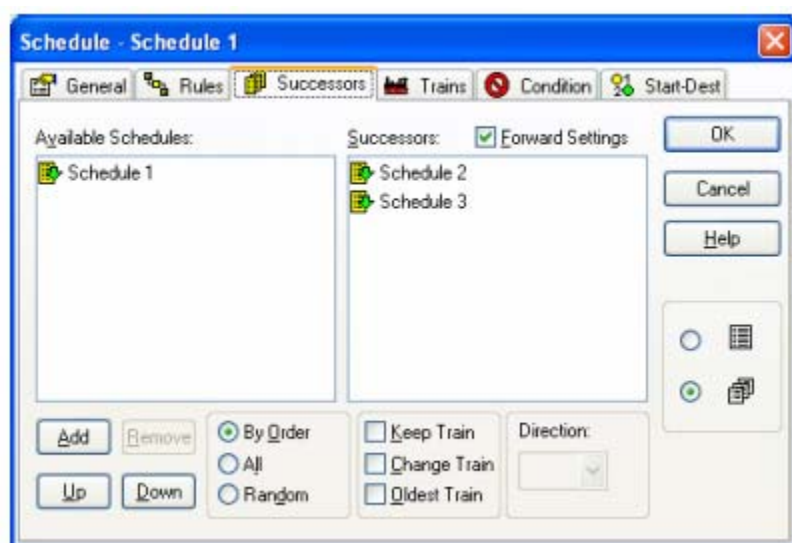 Schedule - Schedule 1
General Rules Successors Trains Condition Start-Dest
Available Schedules:
Schedule 1
Successors: Forward Settings
Schedule 2
Schedule 3
OK
Cancel
Help
Add Remove
Up Down
By Order
All
Random
Keep Train
Change Train
Oldest Train
Direction: